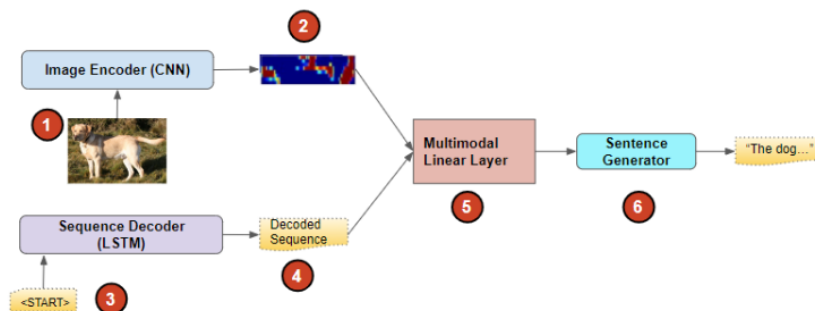 2
Image Encoder (CNN)
1
Multimodal
Linear Layer
Sentence
Generator
"The dog..."
5
6
Sequence Decoder
(LSTM)
Decoded
Sequence
4
<START>
3